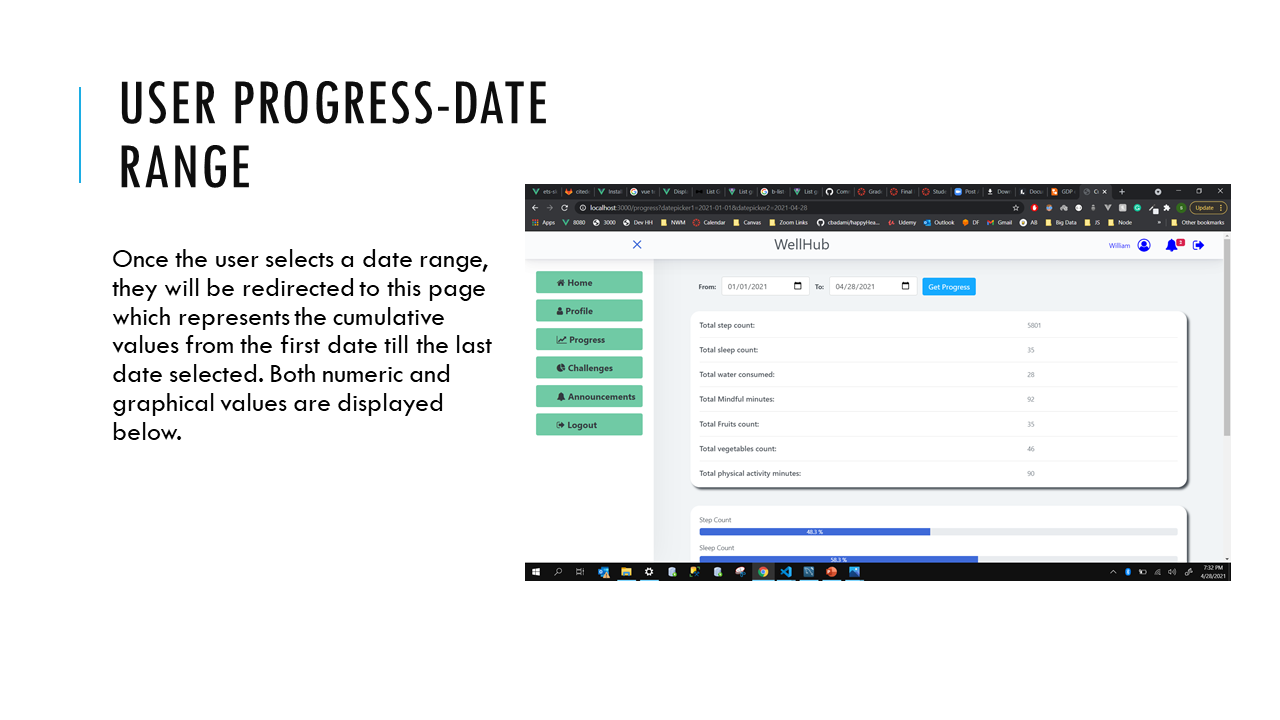 USER PROGRESS-DATE
RANGE
Once the user selects a date range,
they will be redirected to this page
which represents the cumulative
values from the first date till the last
date selected. Both numeric and
graphical values are displayed
below.
localhost:3000/progress?datepicker1=2021-01-01&datepicker2=2021-04-28
Update
Apps 8080 3000 Dev HH NWM Calendar Canvas Zoom Links cbadami/happyHea... Udemy Outlook DF Gmail AB Big Data JS Node » Other bookmarks
WellHub
William
Home
Profile
Progress
Challenges
Announcements
Logout
From: 01/01/2021 To: 04/28/2021 Get Progress
Total step count: 5801
Total sleep count: 35
Total water consumed: 28
Total Mindful minutes: 92
Total Fruits count: 35
Total vegetables count: 46
Total physical activity minutes: 90
Step Count
48.3 %
Sleep Count
58.3 %
7:32 PM
4/28/2021